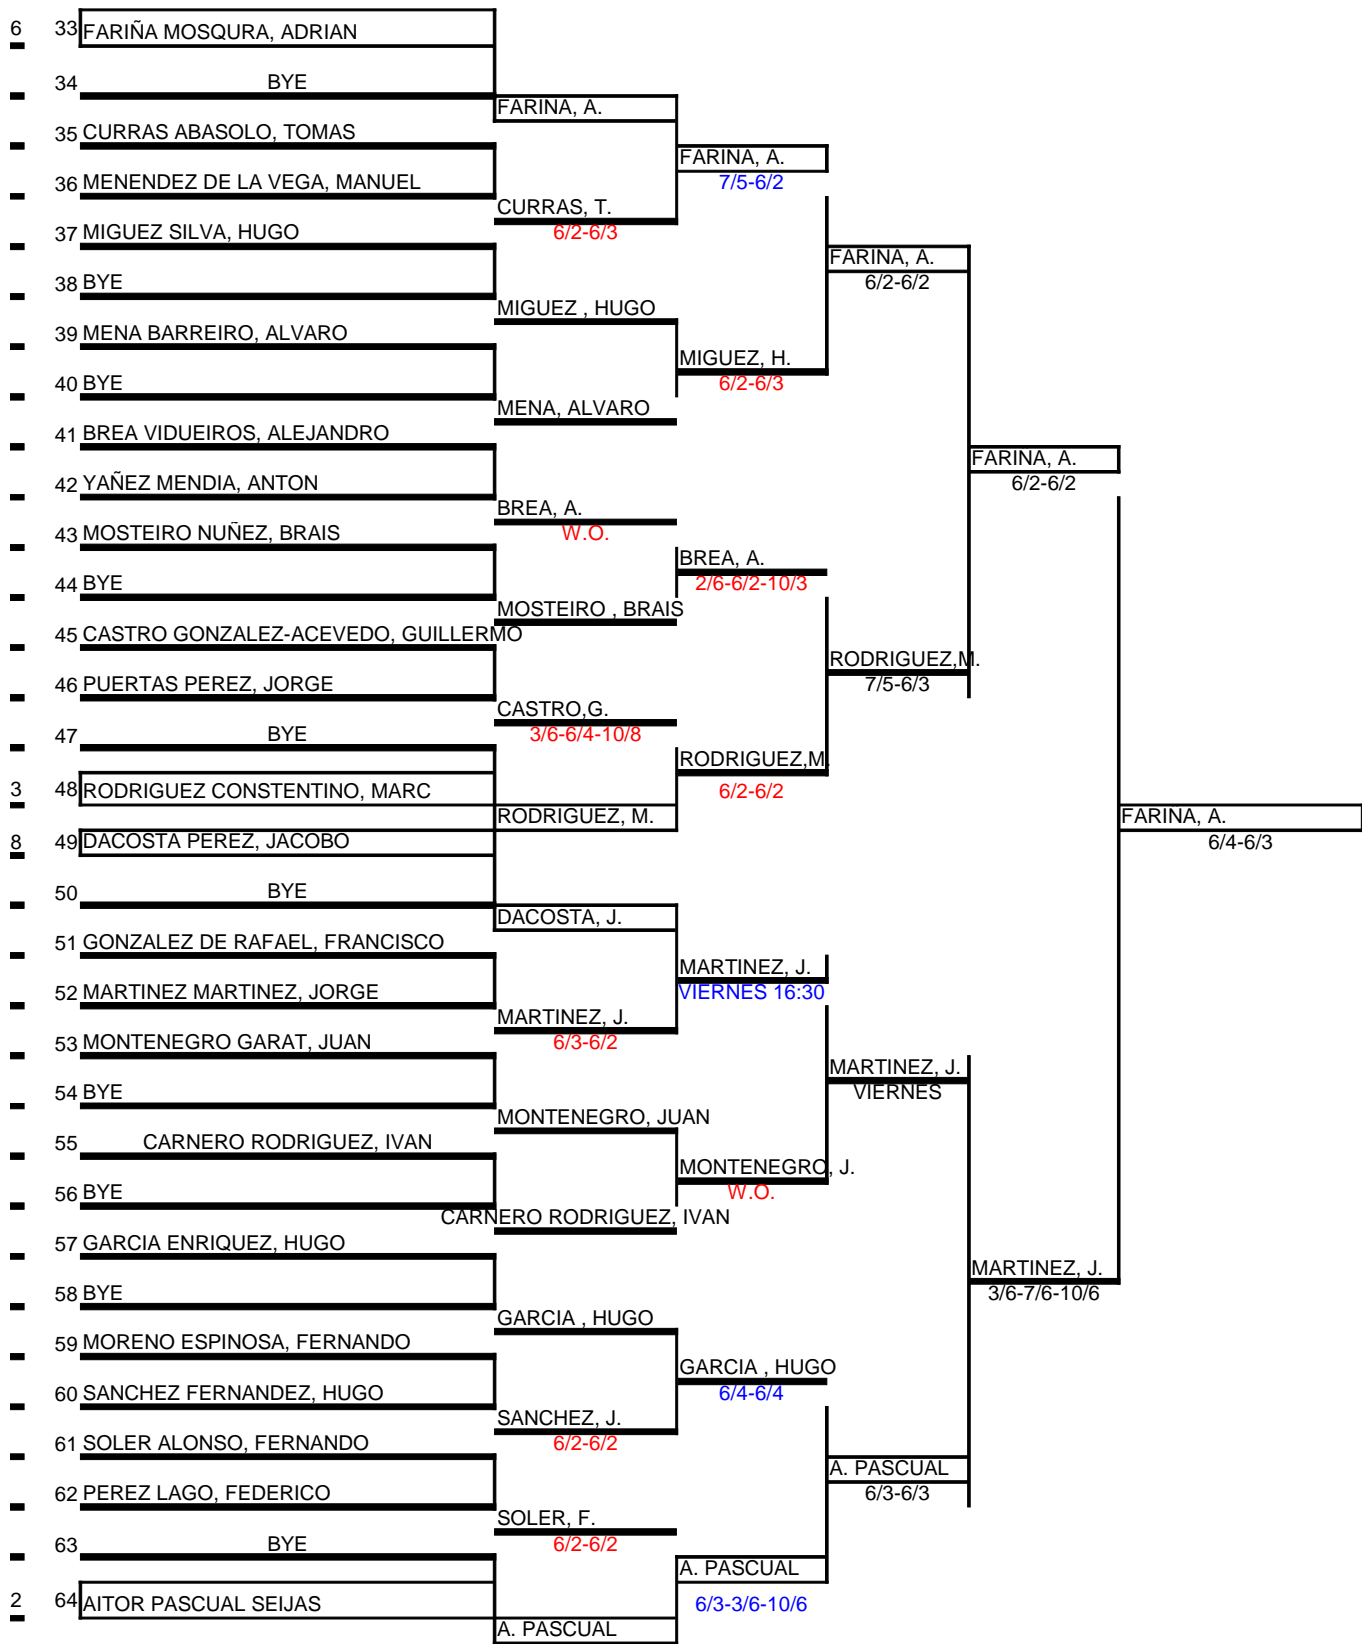 6 33 FARIÑA MOSQURA, ADRIAN
34 BYE
FARINA, A.
35 CURRAS ABASOLO, TOMAS
FARINA, A.
7/5-6/2
36 MENENDEZ DE LA VEGA, MANUEL
CURRAS, T.
6/2-6/3
37 MIGUEZ SILVA, HUGO
FARINA, A.
6/2-6/2
38 BYE
MIGUEZ , HUGO
39 MENA BARREIRO, ALVARO
MIGUEZ, H.
6/2-6/3
40 BYE
MENA, ALVARO
41 BREA VIDUEIROS, ALEJANDRO
FARINA, A.
6/2-6/2
42 YAÑEZ MENDIA, ANTON
BREA, A.
W.O.
43 MOSTEIRO NUÑEZ, BRAIS
BREA, A.
2/6-6/2-10/3
44 BYE
MOSTEIRO , BRAIS
45 CASTRO GONZALEZ-ACEVEDO, GUILLERMO
RODRIGUEZ,M.
7/5-6/3
46 PUERTAS PEREZ, JORGE
CASTRO,G.
3/6-6/4-10/8
47 BYE
RODRIGUEZ,M.
6/2-6/2
3 48 RODRIGUEZ CONSTENTINO, MARC
RODRIGUEZ, M.
FARINA, A.
6/4-6/3
8 49 DACOSTA PEREZ, JACOBO
50 BYE
DACOSTA, J.
51 GONZALEZ DE RAFAEL, FRANCISCO
MARTINEZ, J.
VIERNES 16:30
52 MARTINEZ MARTINEZ, JORGE
MARTINEZ, J.
6/3-6/2
53 MONTENEGRO GARAT, JUAN
MARTINEZ, J.
VIERNES
54 BYE
MONTENEGRO, JUAN
55 CARNERO RODRIGUEZ, IVAN
MONTENEGRO, J.
W.O.
56 BYE
CARNERO RODRIGUEZ, IVAN
57 GARCIA ENRIQUEZ, HUGO
MARTINEZ, J.
3/6-7/6-10/6
58 BYE
GARCIA , HUGO
59 MORENO ESPINOSA, FERNANDO
GARCIA , HUGO
6/4-6/4
60 SANCHEZ FERNANDEZ, HUGO
SANCHEZ, J.
6/2-6/2
61 SOLER ALONSO, FERNANDO
A. PASCUAL
6/3-6/3
62 PEREZ LAGO, FEDERICO
SOLER, F.
6/2-6/2
63 BYE
A. PASCUAL
6/3-3/6-10/6
2 64 AITOR PASCUAL SEIJAS
A. PASCUAL